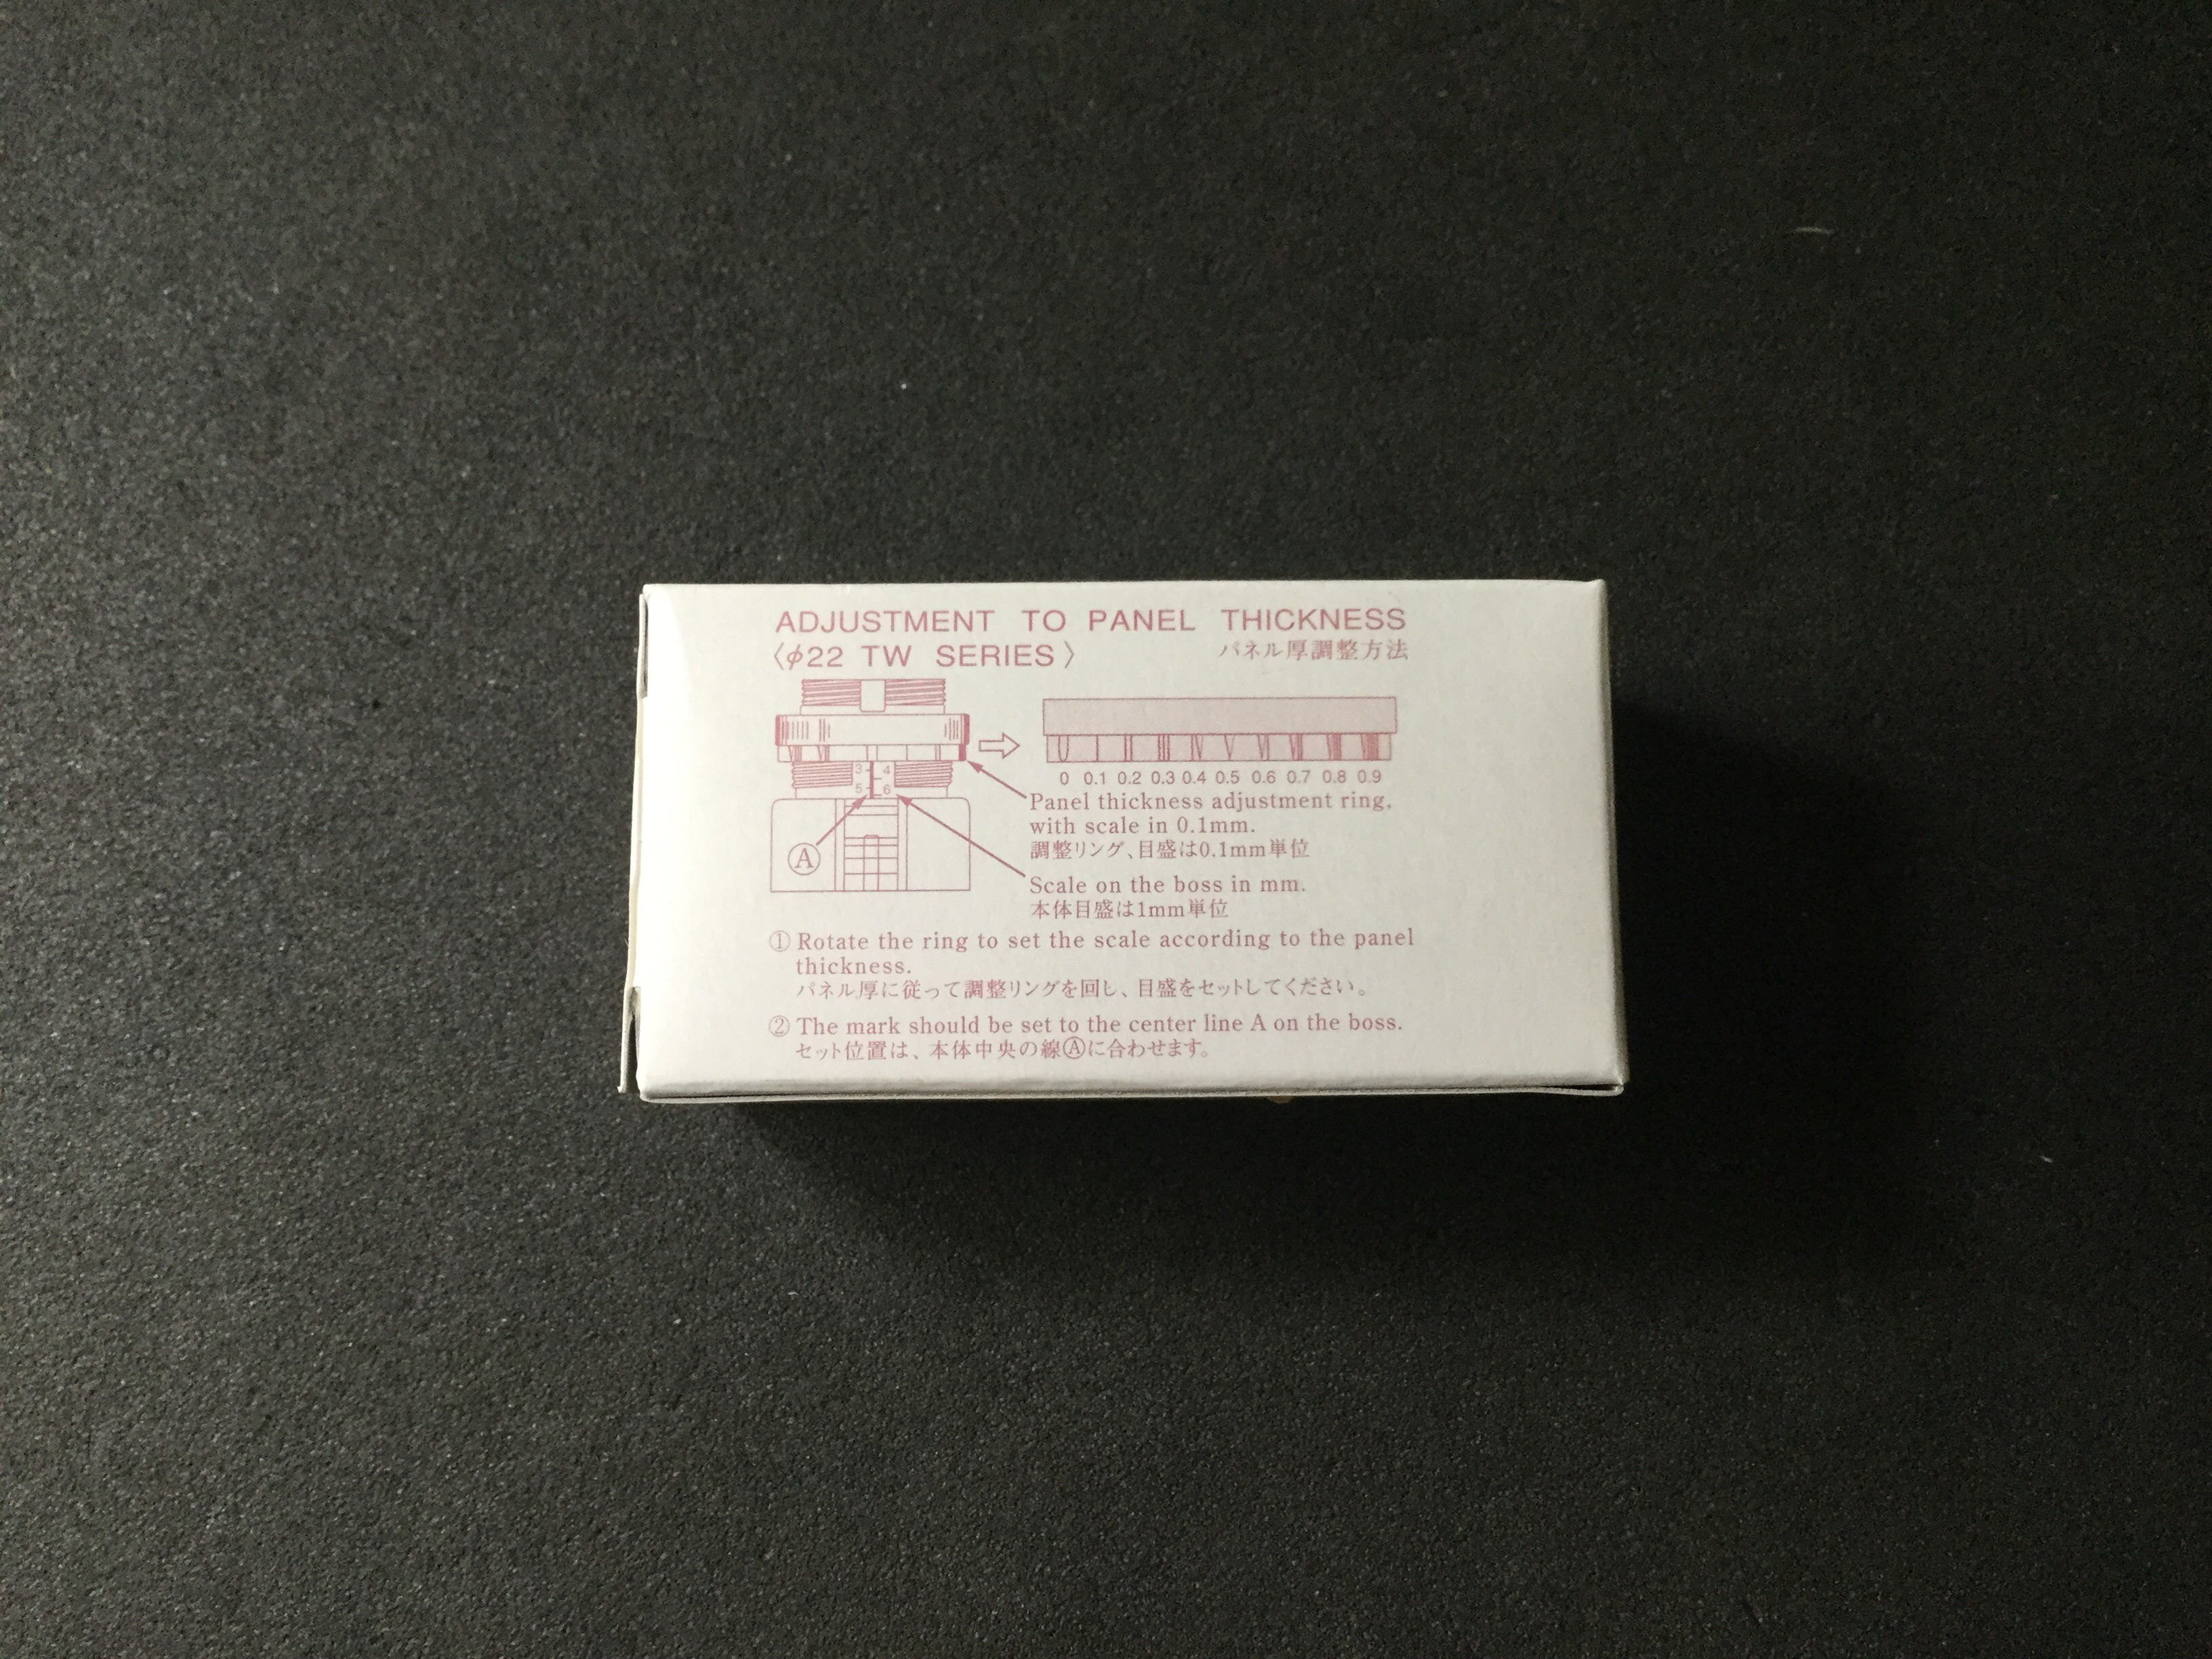 ADJUSTMENT TO PANEL THICKNESS
〈φ22 TW SERIES〉 パネル厚調整方法
3 4
5 6
0 0.1 0.2 0.3 0.4 0.5 0.6 0.7 0.8 0.9
Panel thickness adjustment ring,
with scale in 0.1mm.
調整リング、目盛は0.1mm単位
Ⓐ
Scale on the boss in mm.
本体目盛は1mm単位
① Rotate the ring to set the scale according to the panel
thickness.
パネル厚に従って調整リングを回し、目盛をセットしてください。
② The mark should be set to the center line A on the boss.
セット位置は、本体中央の線Ⓐに合わせます。